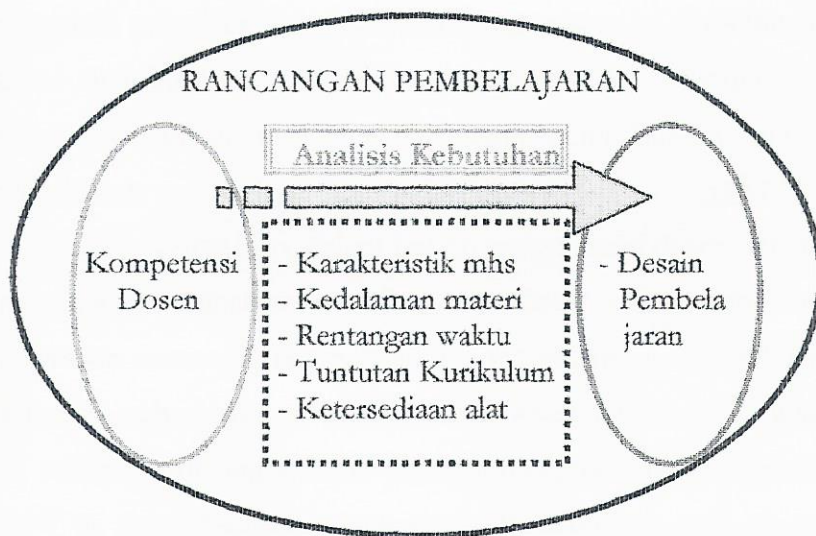 RANCANGAN PEMBELAJARAN
Analisis Kebutuhan
Kompetensi
Dosen
- Karakteristik mhs
- Kedalaman materi
- Rentangan waktu
- Tuntutan Kurikulum
- Ketersediaan alat
- Desain
Pembela
jaran